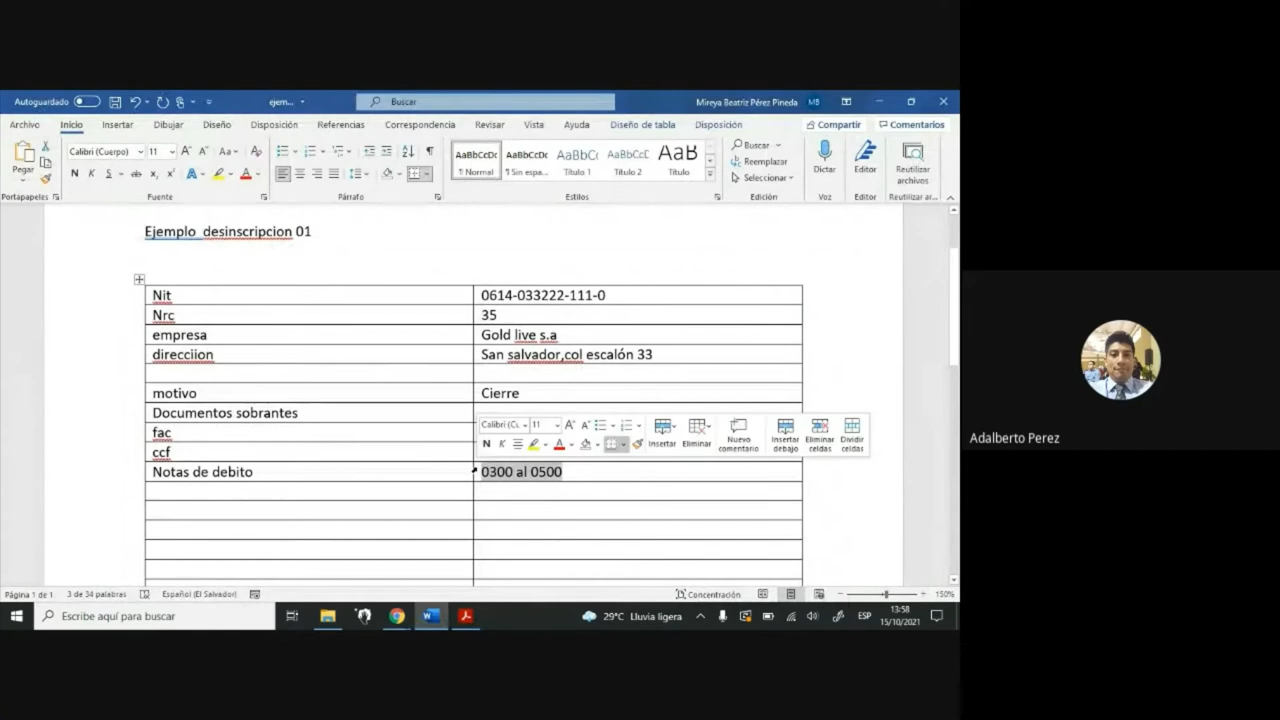 Autoguardado
ejem...
Buscar
Mireya Beatriz Pérez Pineda MB
Archivo Inicio Insertar Dibujar Diseño Disposición Referencias Correspondencia Revisar Vista Ayuda Diseño de tabla Disposición Compartir Comentarios
Pegar
Calibri (Cuerpo) 11
N K S ab
AaBbCcDc AaBbCcDc AaBbCc AaBbCcC AaB
¶ Normal ¶ Sin espa... Título 1 Título 2 Título
Buscar
Reemplazar
Seleccionar
Dictar
Editor
Reutilizar archivos
Portapapeles Fuente Párrafo Estilos Edición Voz Editor Reutilizar ar...
Ejemplo desinscripcion 01
Nit 0614-033222-111-0
Nrc 35
empresa Gold live s.a
direcciion San salvador,col escalón 33
motivo Cierre
Documentos sobrantes
fac
ccf
Notas de debito 0300 al 0500
Calibri (Cu 11
N K
Insertar Eliminar Nuevo comentario Insertar debajo Eliminar celdas Dividir celdas
Página 1 de 1 3 de 34 palabras Español (El Salvador) Concentración 150%
Escribe aquí para buscar
29°C Lluvia ligera
ESP
13:58
15/10/2021
Adalberto Perez